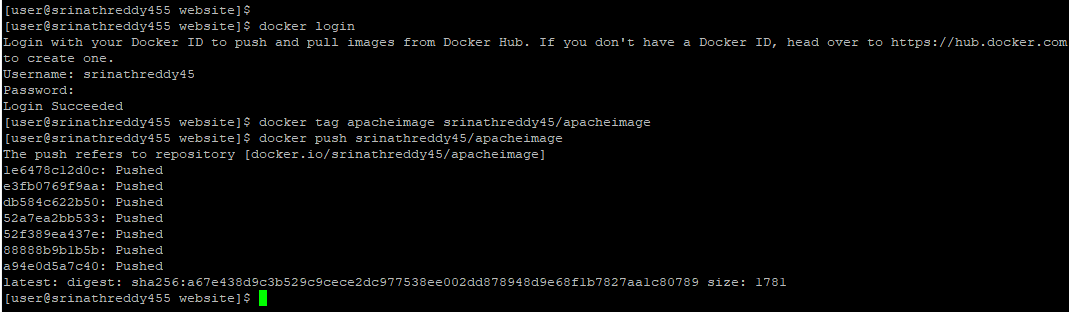 [user@srinathreddy455 website]$
[user@srinathreddy455 website]$ docker login
Login with your Docker ID to push and pull images from Docker Hub. If you don't have a Docker ID, head over to https://hub.docker.com
to create one.
Username: srinathreddy45
Password:
Login Succeeded
[user@srinathreddy455 website]$ docker tag apacheimage srinathreddy45/apacheimage
[user@srinathreddy455 website]$ docker push srinathreddy45/apacheimage
The push refers to repository [docker.io/srinathreddy45/apacheimage]
1e6478c12d0c: Pushed
e3fb0769f9aa: Pushed
db584c622b50: Pushed
52a7ea2bb533: Pushed
52f389ea437e: Pushed
88888b9b1b5b: Pushed
a94e0d5a7c40: Pushed
latest: digest: sha256:a67e438d9c3b529c9cece2dc977538ee002dd878948d9e68f1b7827aa1c80789 size: 1781
[user@srinathreddy455 website]$